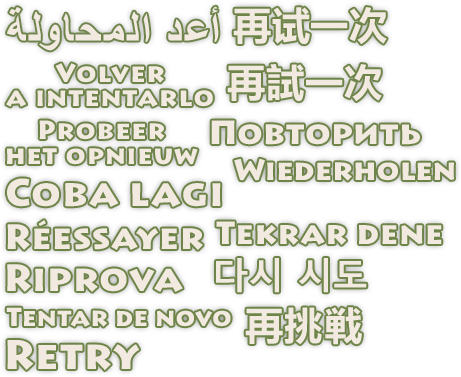 أعد المحاولة
再试一次
Volver
a intentarlo
再試一次
Probeer
het opnieuw
Повторить
Wiederholen
Coba lagi
Réessayer
Tekrar dene
Riprova
다시 시도
Tentar de novo
再挑戦
Retry